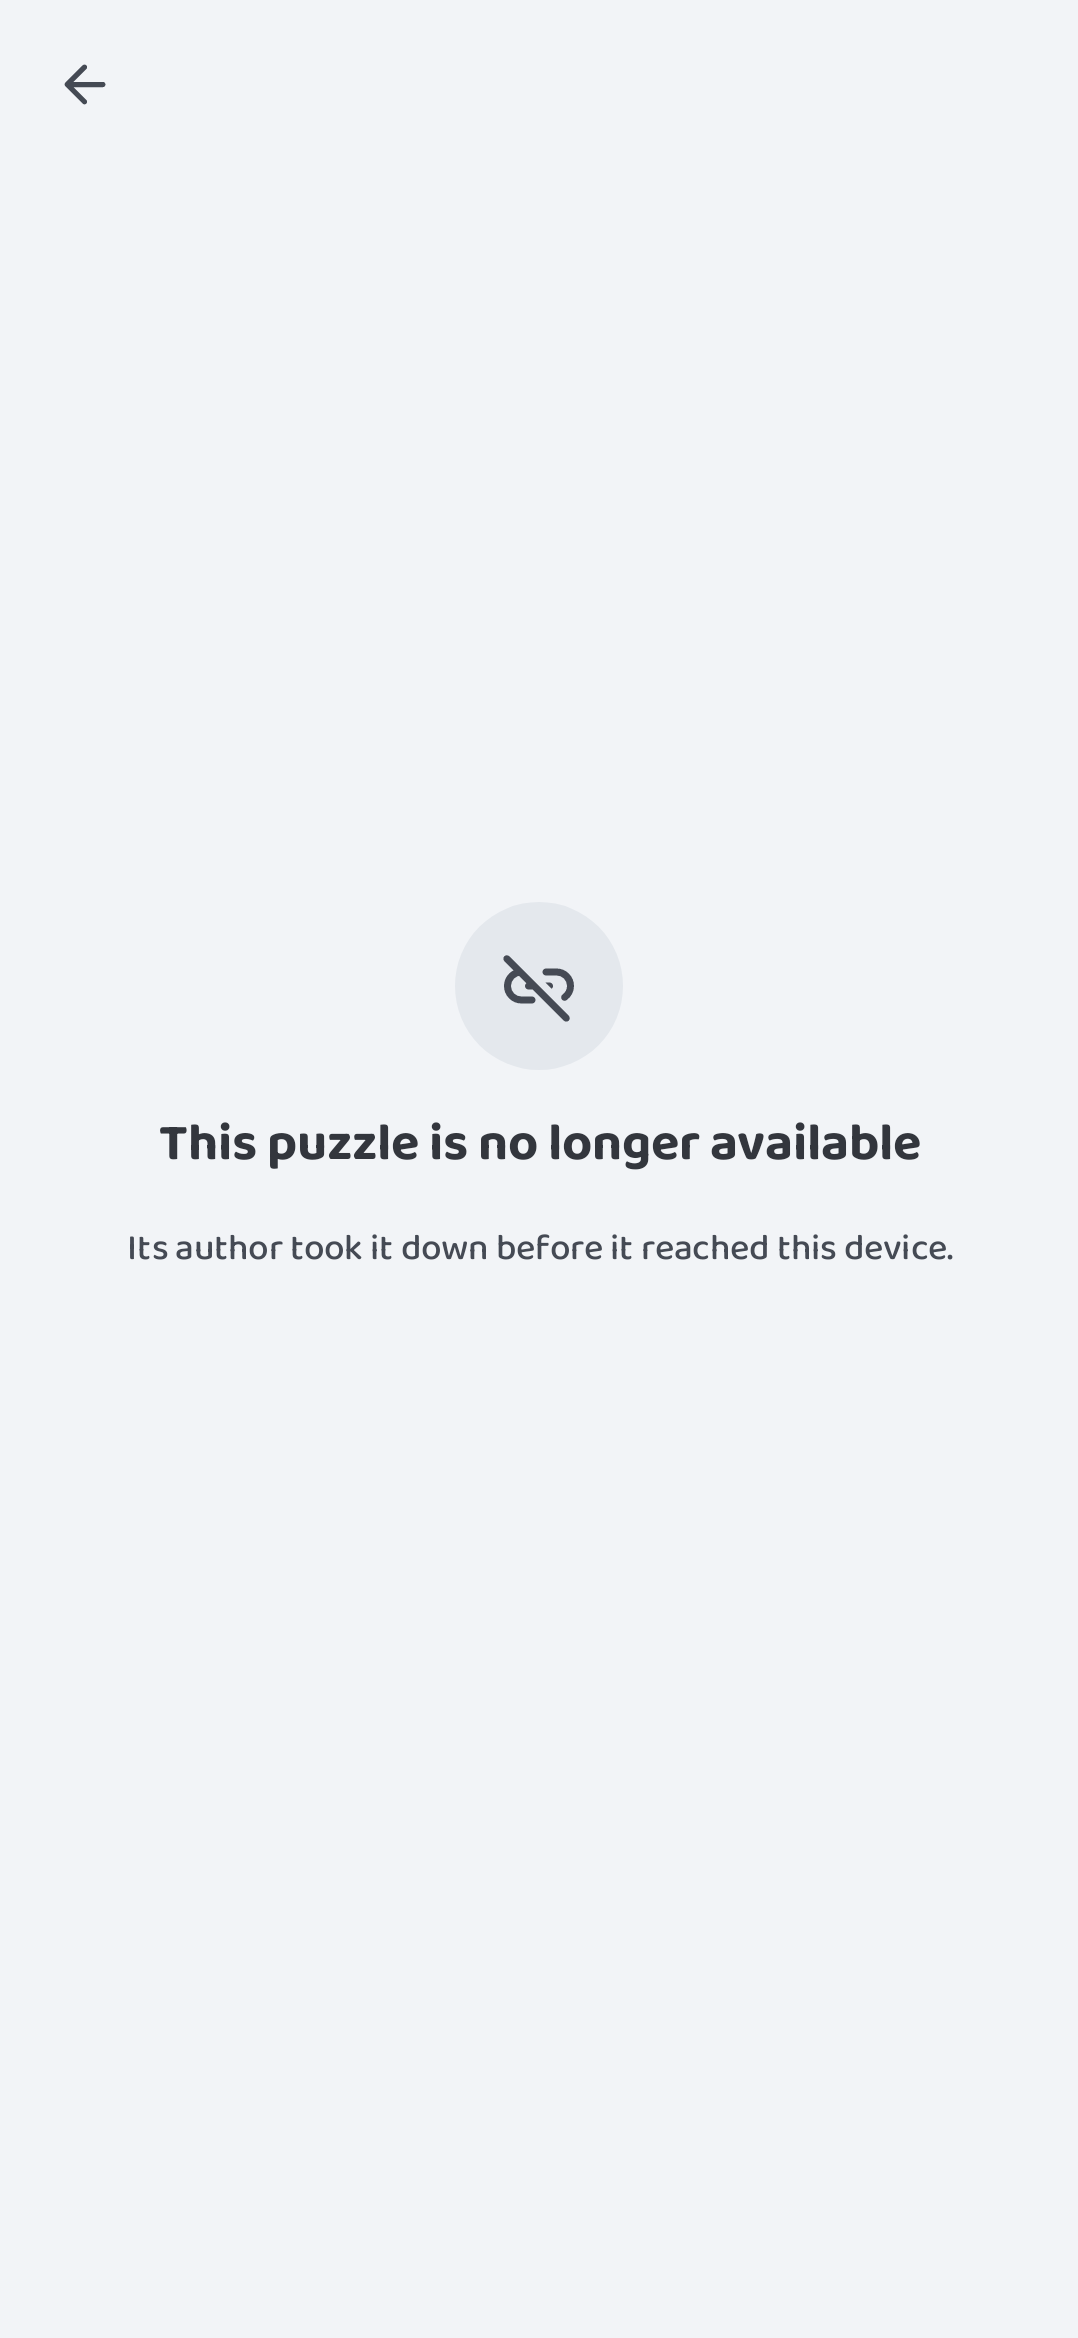 This puzzle is no longer available
Its author took it down before it reached this device.